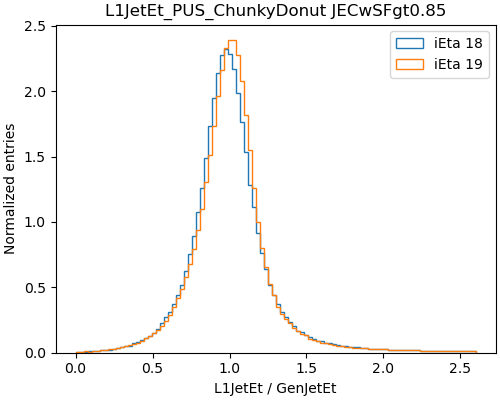 L1JetEt_PUS_ChunkyDonut JECwSFgt0.85
2.5
2.0
1.5
1.0
0.5
0.0
Normalized entries
iEta 18
iEta 19
0.0 0.5 1.0 1.5 2.0 2.5
L1JetEt / GenJetEt